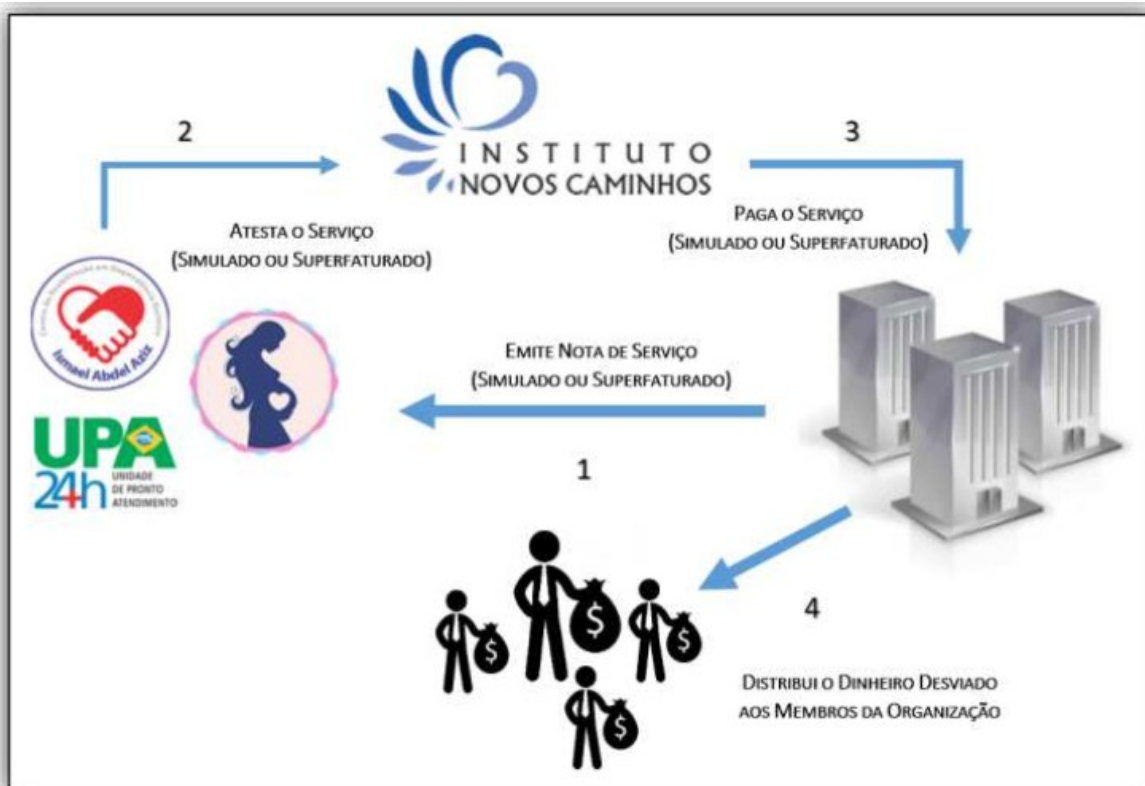 2
INSTITUTO
NOVOS CAMINHOS
3
ATESTA O SERVIÇO
(SIMULADO OU SUPERFATURADO)
PAGA O SERVIÇO
(SIMULADO OU SUPERFATURADO)
Ismael Abdel Aziz
EMITE NOTA DE SERVIÇO
(SIMULADO OU SUPERFATURADO)
UPA
24h
UNIDADE
DE PRONTO
ATENDIMENTO
1
$
$
$
$
4
DISTRIBUI O DINHEIRO DESVIADO
AOS MEMBROS DA ORGANIZAÇÃO